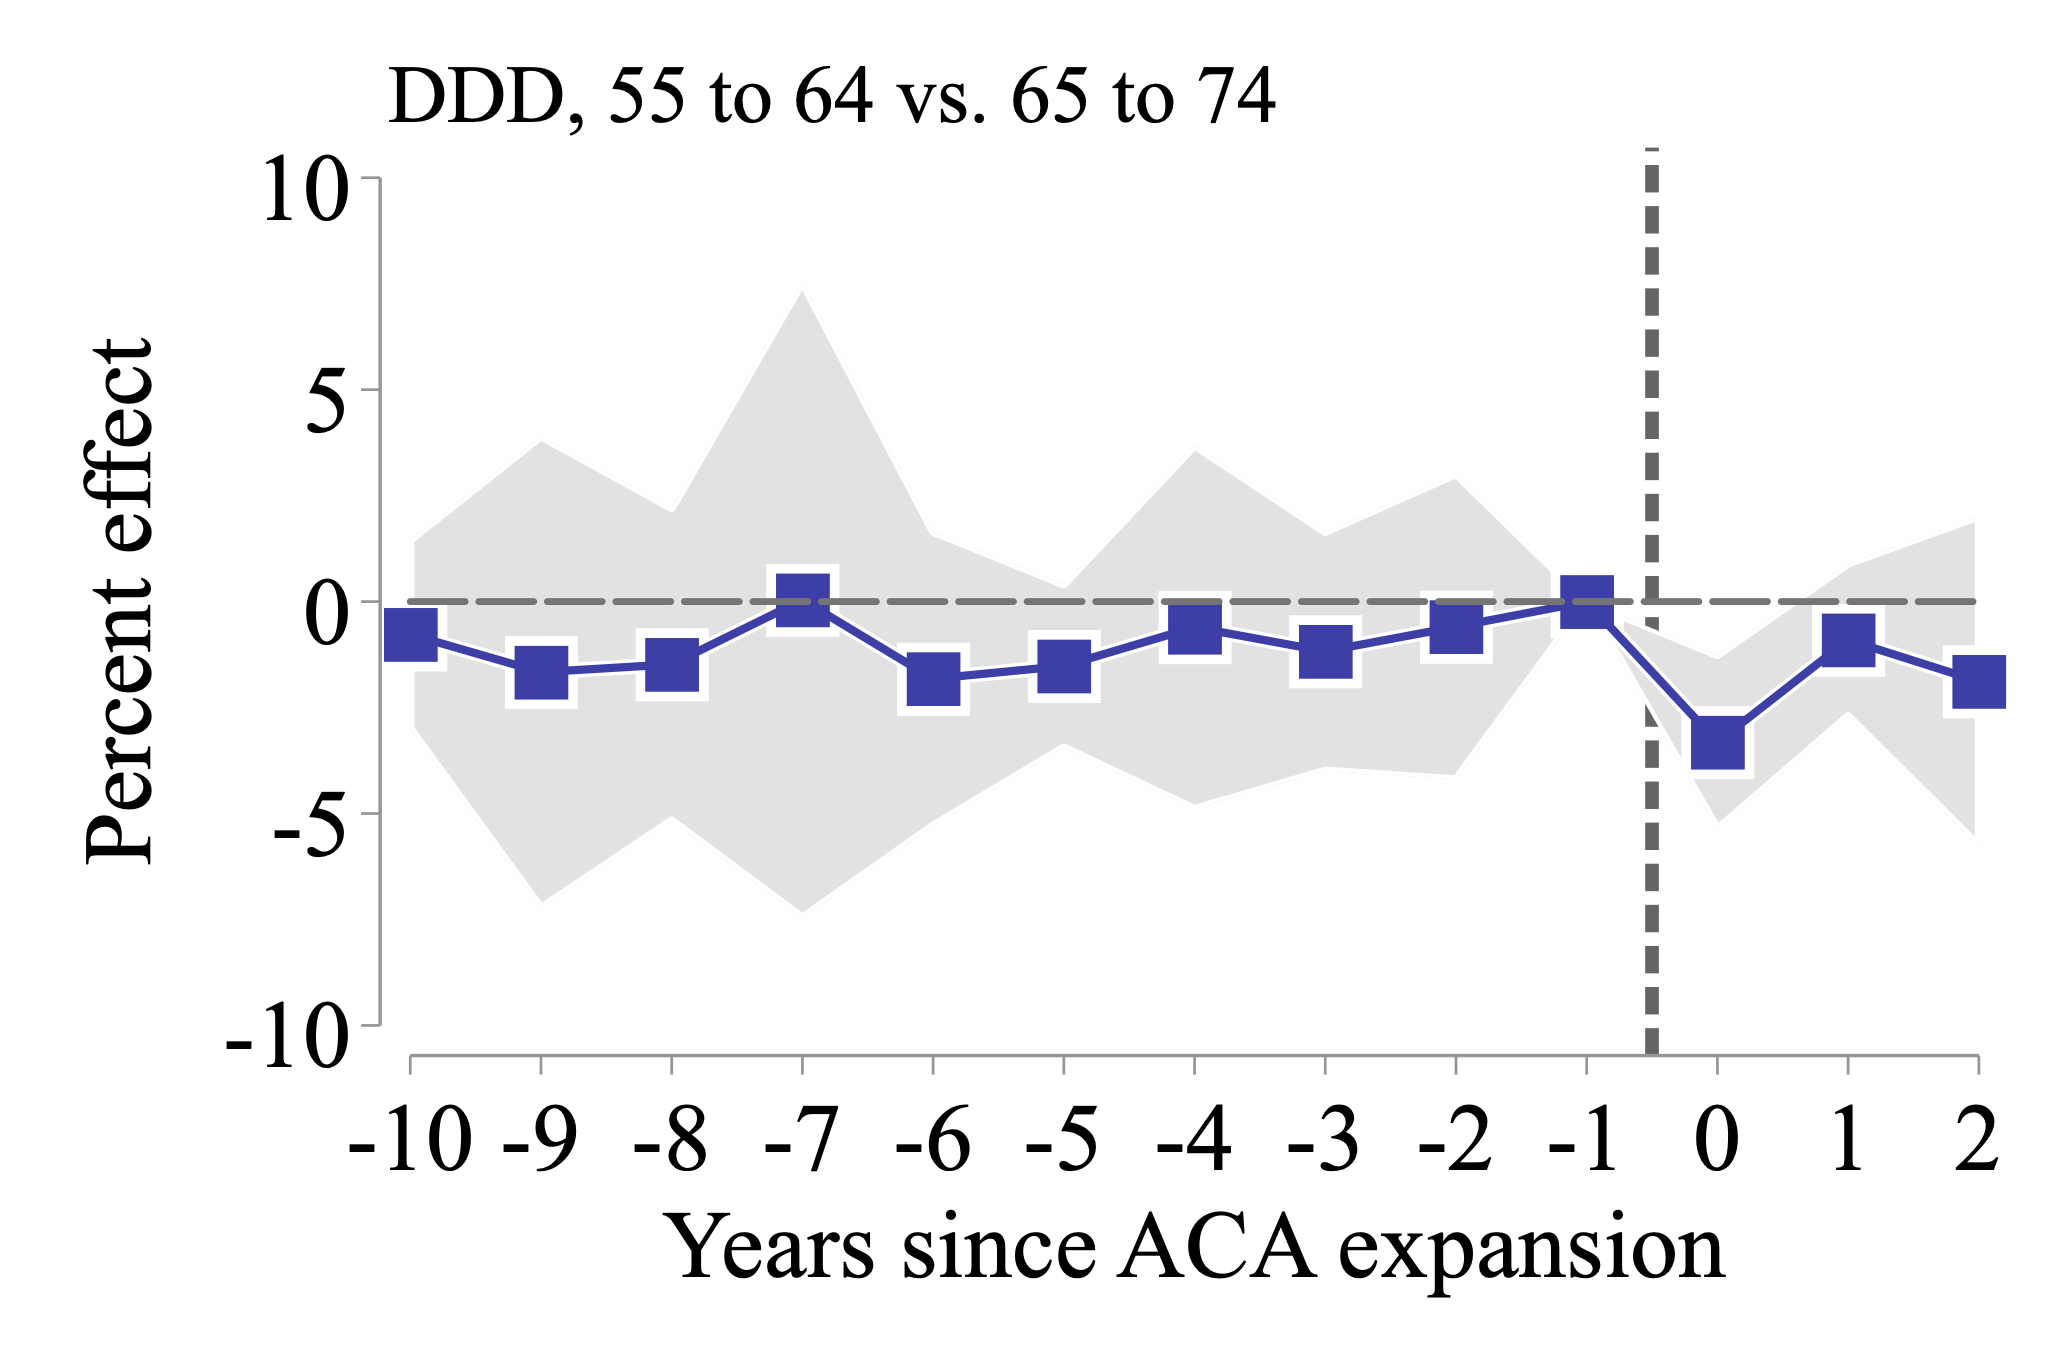 DDD, 55 to 64 vs. 65 to 74
10
5
0
-5
-10
Percent effect
-10 -9 -8 -7 -6 -5 -4 -3 -2 -1 0 1 2
Years since ACA expansion